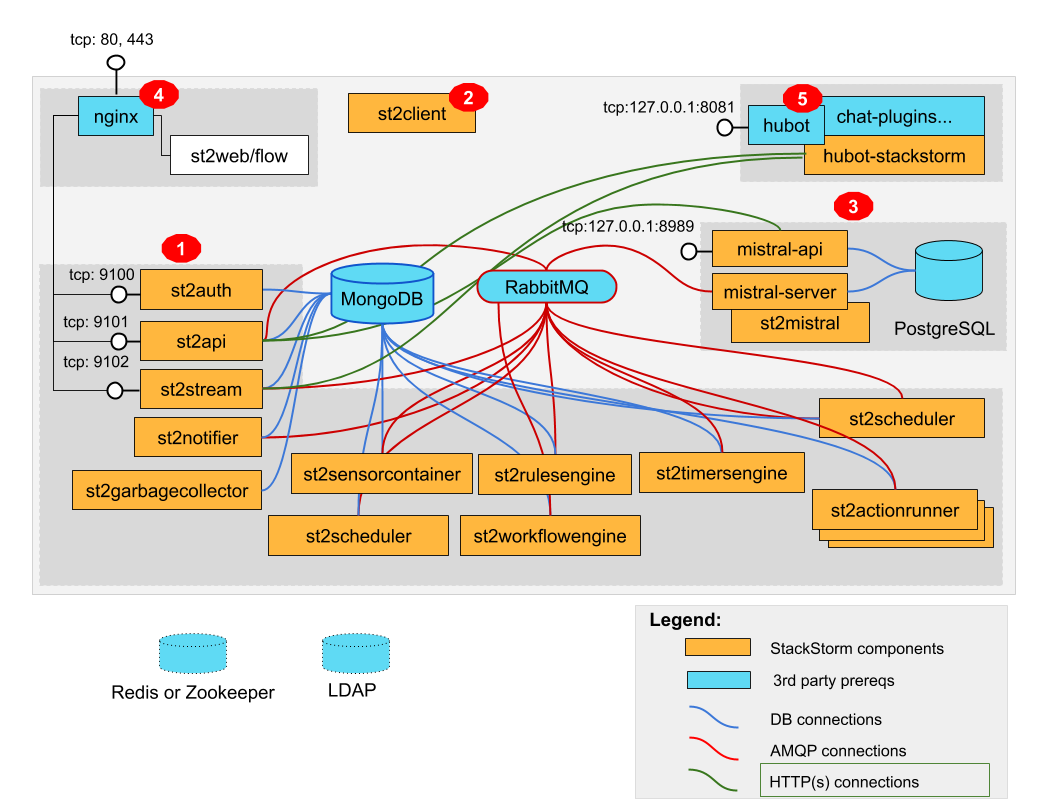 tcp: 80, 443
4
nginx
st2web/flow
2
st2client
tcp:127.0.0.1:8081
5
hubot
chat-plugins...
hubot-stackstorm
3
tcp:127.0.0.1:8989
mistral-api
mistral-server
st2mistral
PostgreSQL
1
tcp: 9100
st2auth
tcp: 9101
st2api
tcp: 9102
st2stream
MongoDB
RabbitMQ
st2notifier
st2garbagecollector
st2sensorcontainer
st2rulesengine
st2timersengine
st2scheduler
st2scheduler
st2workflowengine
st2actionrunner
Redis or Zookeeper
LDAP
Legend:
StackStorm components
3rd party prereqs
DB connections
AMQP connections
HTTP(s) connections